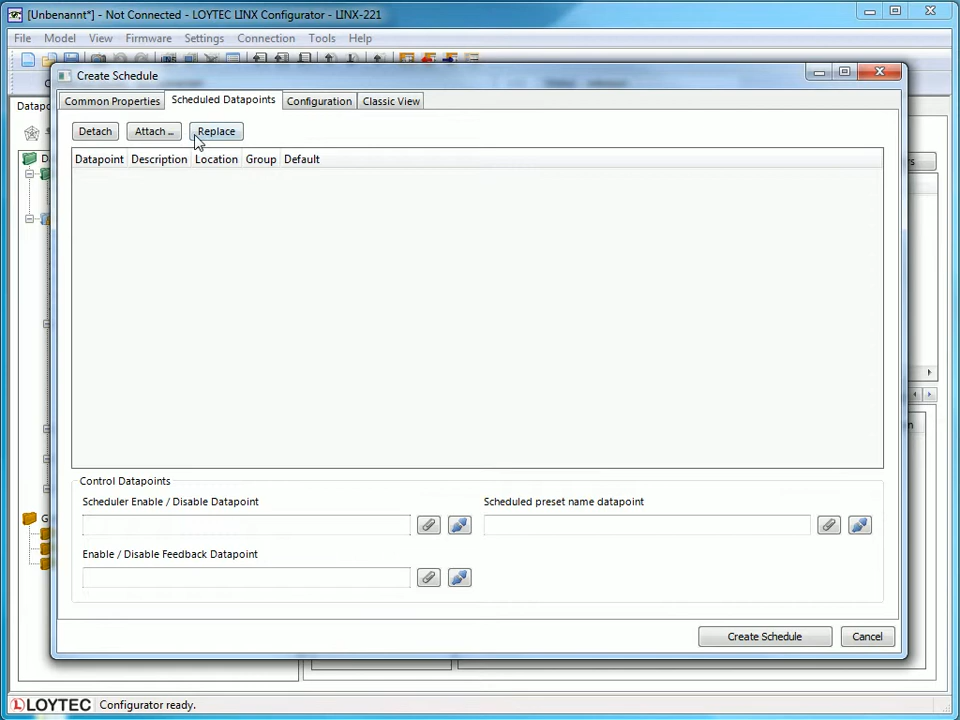 [Unbenannt*] - Not Connected - LOYTEC LINX Configurator - LINX-221
File Model View Firmware Settings Connection Tools Help
Create Schedule
Common Properties Scheduled Datapoints Configuration Classic View
Detach Attach ... Replace
Datapoint Description Location Group Default
Control Datapoints
Scheduler Enable / Disable Datapoint Scheduled preset name datapoint
Enable / Disable Feedback Datapoint
Create Schedule Cancel
LOYTEC Configurator ready.